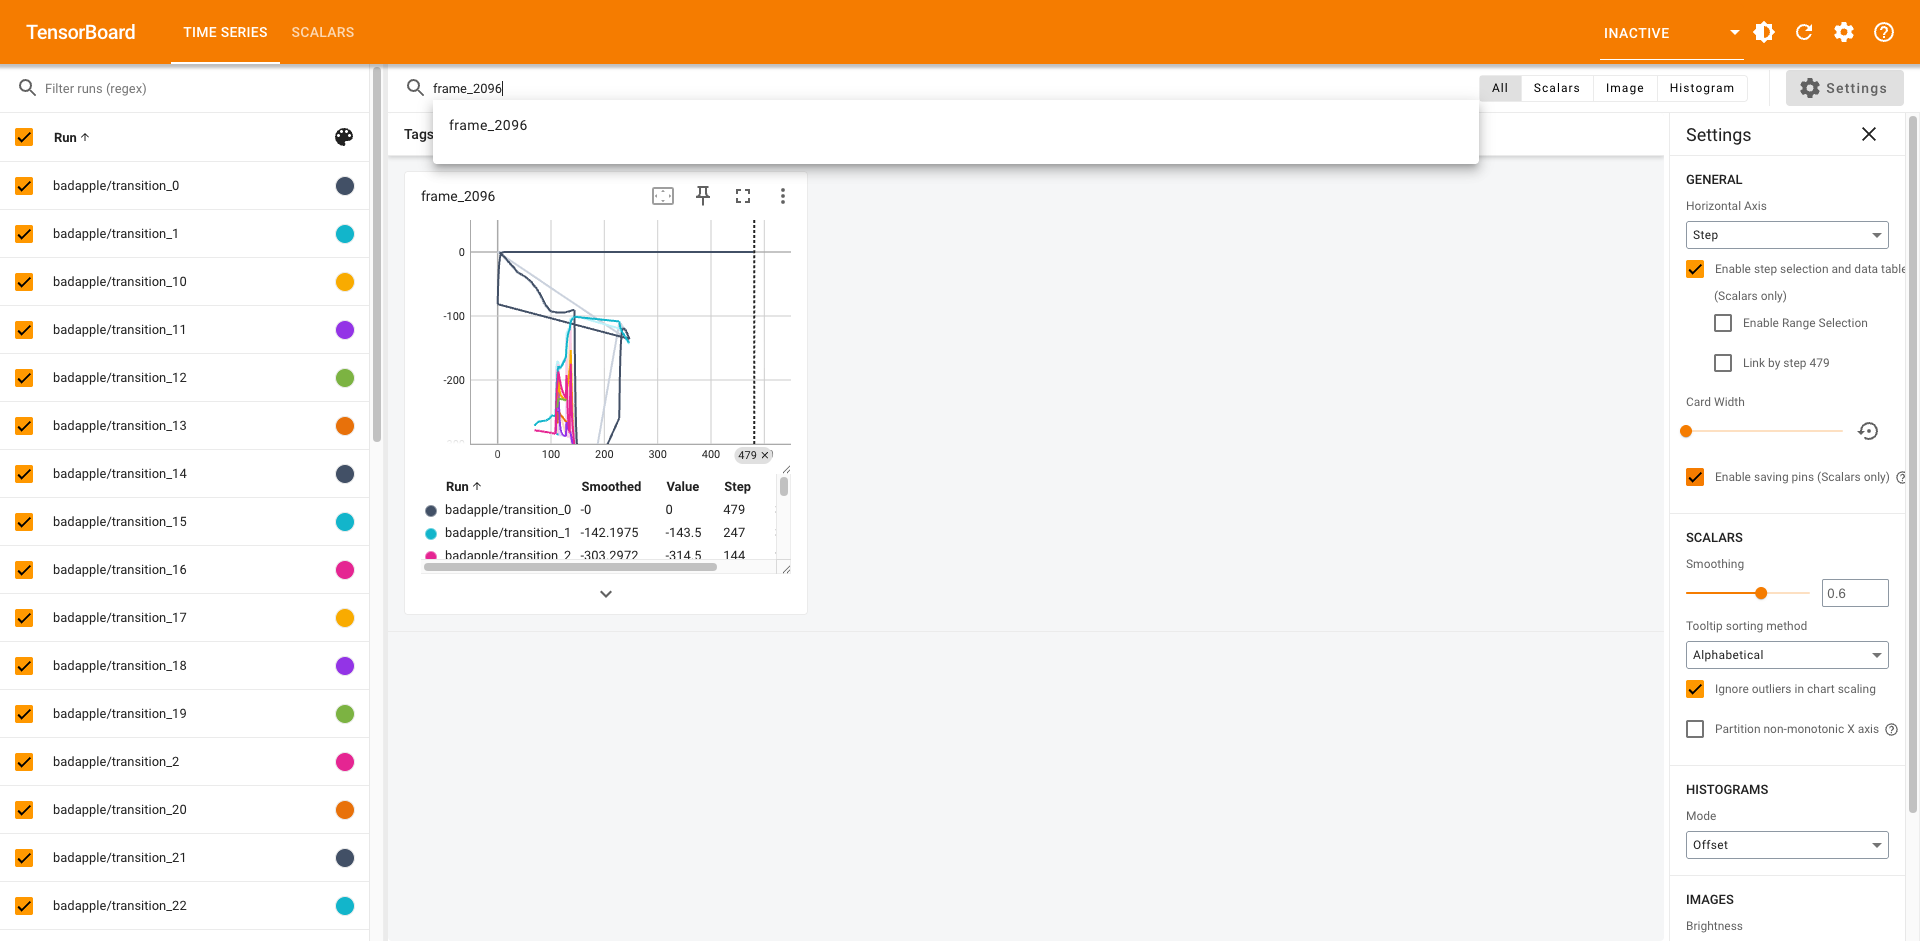 TensorBoard
TIME SERIES
SCALARS
INACTIVE
Filter runs (regex)
Run
badapple/transition_0
badapple/transition_1
badapple/transition_10
badapple/transition_11
badapple/transition_12
badapple/transition_13
badapple/transition_14
badapple/transition_15
badapple/transition_16
badapple/transition_17
badapple/transition_18
badapple/transition_19
badapple/transition_2
badapple/transition_20
badapple/transition_21
badapple/transition_22
frame_2096
frame_2096
All
Scalars
Image
Histogram
Settings
Tags
frame_2096
0
-100
-200
0
100
200
300
400
479
Run Smoothed Value Step
badapple/transition_0 -0 0 479
badapple/transition_1 -142.1975 -143.5 247
badapple/transition_2 -303.2972 -314.5 144
Settings
GENERAL
Horizontal Axis
Step
Enable step selection and data table
(Scalars only)
Enable Range Selection
Link by step 479
Card Width
Enable saving pins (Scalars only)
SCALARS
Smoothing
0.6
Tooltip sorting method
Alphabetical
Ignore outliers in chart scaling
Partition non-monotonic X axis
HISTOGRAMS
Mode
Offset
IMAGES
Brightness